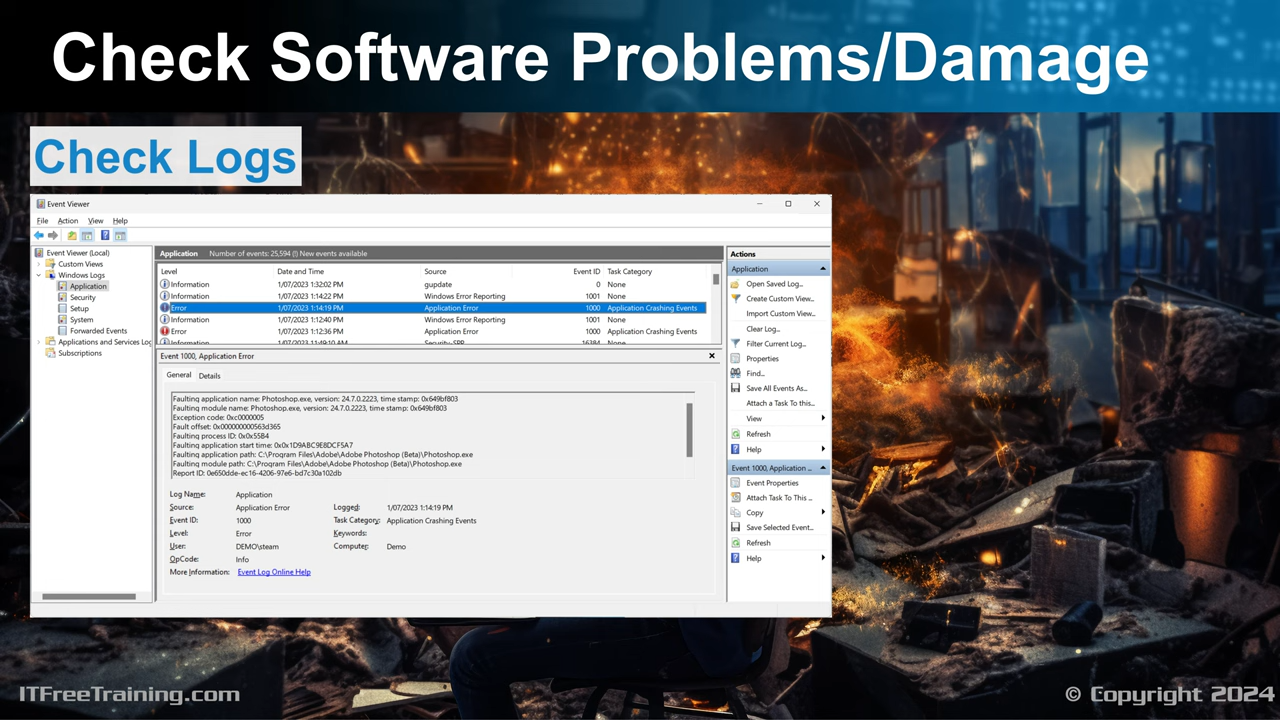 Check Software Problems/Damage
Check Logs
Event Viewer
File Action View Help
Event Viewer (Local)
Custom Views
Windows Logs
Application
Security
Setup
System
Forwarded Events
Applications and Services Log
Subscriptions
Application Number of events: 25,594 (!) New events available
Level Date and Time Source Event ID Task Category
Information 1/07/2023 1:32:02 PM gupdate 0 None
Information 1/07/2023 1:14:22 PM Windows Error Reporting 1001 None
Error 1/07/2023 1:14:19 PM Application Error 1000 Application Crashing Events
Information 1/07/2023 1:12:40 PM Windows Error Reporting 1001 None
Error 1/07/2023 1:12:36 PM Application Error 1000 Application Crashing Events
Information 1/07/2023 11:49:10 AM Security-SPP 16384 None
Event 1000, Application Error
General Details
Faulting application name: Photoshop.exe, version: 24.7.0.2223, time stamp: 0x649bf803
Faulting module name: Photoshop.exe, version: 24.7.0.2223, time stamp: 0x649bf803
Exception code: 0xc0000005
Fault offset: 0x000000000563d365
Faulting process ID: 0x0x55B4
Faulting application start time: 0x0x1D9ABC9E8DCF5A7
Faulting application path: C:\Program Files\Adobe\Adobe Photoshop (Beta)\Photoshop.exe
Faulting module path: C:\Program Files\Adobe\Adobe Photoshop (Beta)\Photoshop.exe
Report ID: 0e650dde-ec16-4206-97e6-bd7c30a102db
Log Name: Application
Source: Application Error Logged: 1/07/2023 1:14:19 PM
Event ID: 1000 Task Category: Application Crashing Events
Level: Error Keywords:
User: DEMO\steam Computer: Demo
OpCode: Info
More Information: Event Log Online Help
Actions
Application
Open Saved Log...
Create Custom View...
Import Custom View...
Clear Log...
Filter Current Log...
Properties
Find...
Save All Events As...
Attach a Task To this...
View
Refresh
Help
Event 1000, Application ...
Event Properties
Attach Task To This ...
Copy
Save Selected Event...
Refresh
Help
ITFreeTraining.com
© Copyright 2024